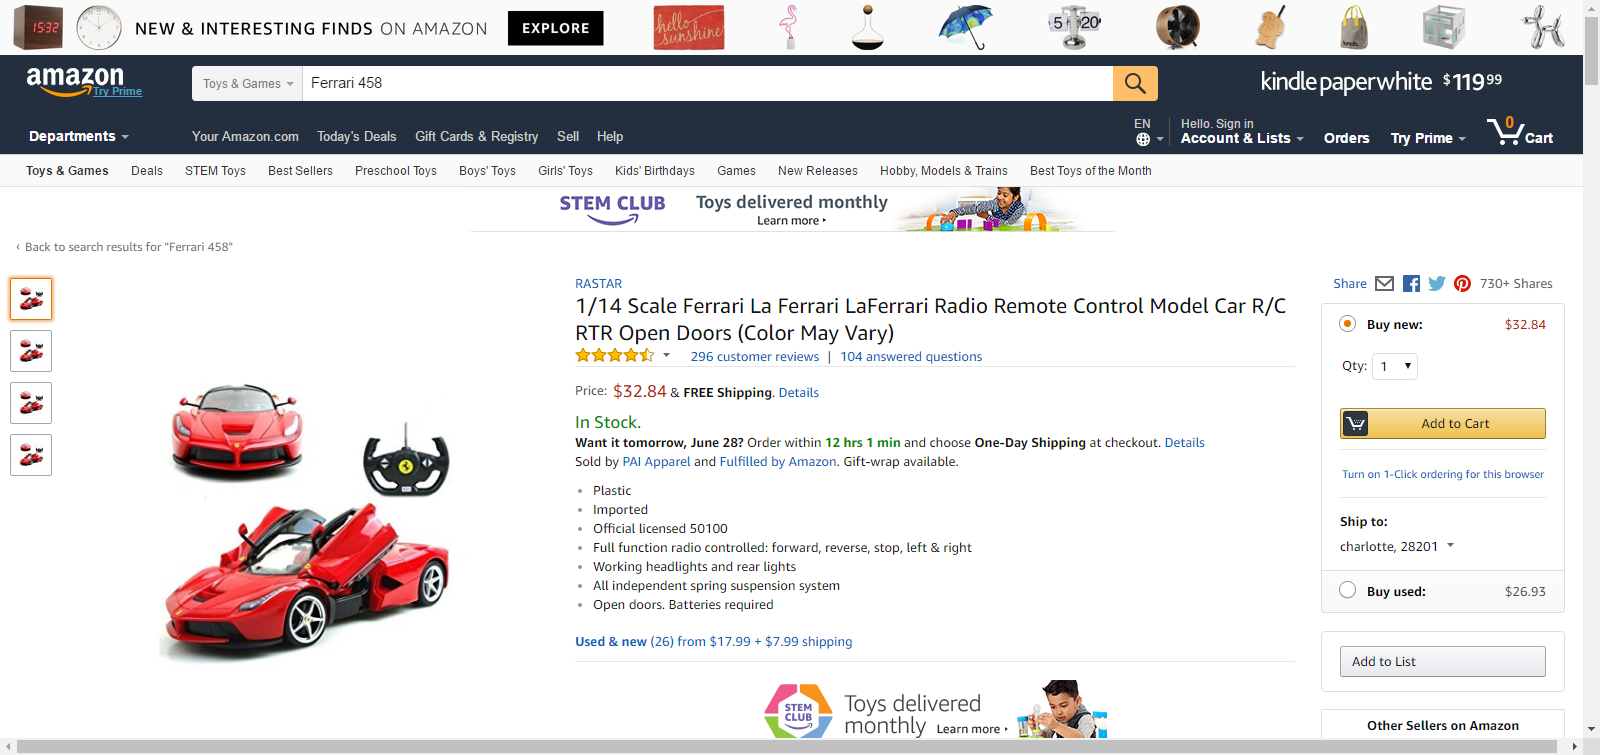 15:32
NEW & INTERESTING FINDS ON AMAZON
EXPLORE
hello sunshine
5 20
lunch.
amazon
Try Prime
Toys & Games
Ferrari 458
kindle paperwhite $119 99
Departments
Your Amazon.com
Today's Deals
Gift Cards & Registry
Sell
Help
EN
Hello. Sign in
Account & Lists
Orders
Try Prime
0
Cart
Toys & Games
Deals
STEM Toys
Best Sellers
Preschool Toys
Boys' Toys
Girls' Toys
Kids' Birthdays
Games
New Releases
Hobby, Models & Trains
Best Toys of the Month
STEM CLUB
Toys delivered monthly
Learn more ›
‹ Back to search results for "Ferrari 458"
RASTAR
1/14 Scale Ferrari La Ferrari LaFerrari Radio Remote Control Model Car R/C
RTR Open Doors (Color May Vary)
296 customer reviews | 104 answered questions
Price: $32.84 & FREE Shipping. Details
In Stock.
Want it tomorrow, June 28? Order within 12 hrs 1 min and choose One-Day Shipping at checkout. Details
Sold by PAI Apparel and Fulfilled by Amazon. Gift-wrap available.
• Plastic
• Imported
• Official licensed 50100
• Full function radio controlled: forward, reverse, stop, left & right
• Working headlights and rear lights
• All independent spring suspension system
• Open doors. Batteries required
Used & new (26) from $17.99 + $7.99 shipping
STEM
CLUB
Toys delivered
monthly Learn more ›
Share
730+ Shares
Buy new: $32.84
Qty: 1
Add to Cart
Turn on 1-Click ordering for this browser
Ship to:
charlotte, 28201
Buy used: $26.93
Add to List
Other Sellers on Amazon